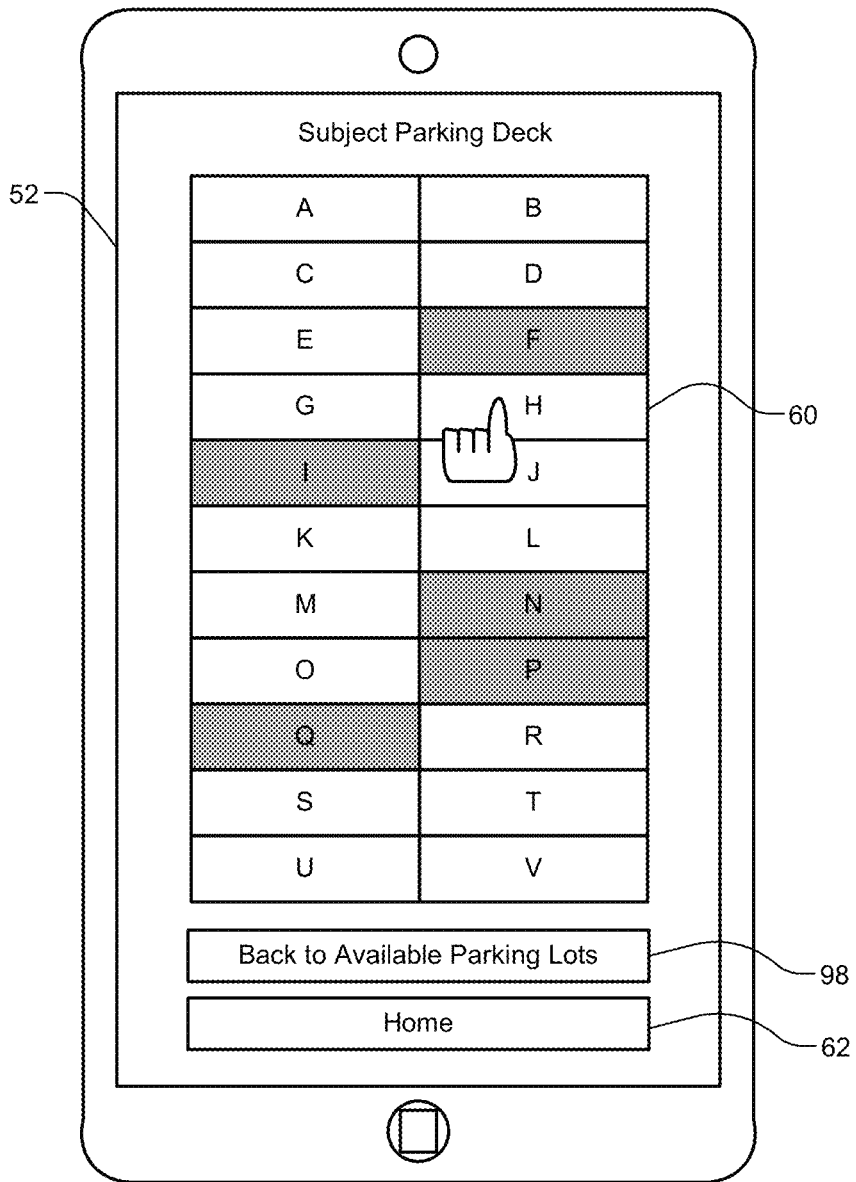 Subject Parking Deck
52
A B
C D
E F
G H
60
I J
K L
M N
O P
Q R
S T
U V
Back to Available Parking Lots
98
Home
62